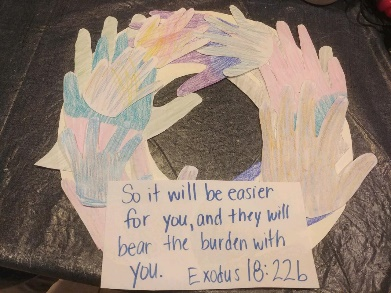 So it will be easier
for you, and they will
bear the burden with
you. Exodus 18:22b